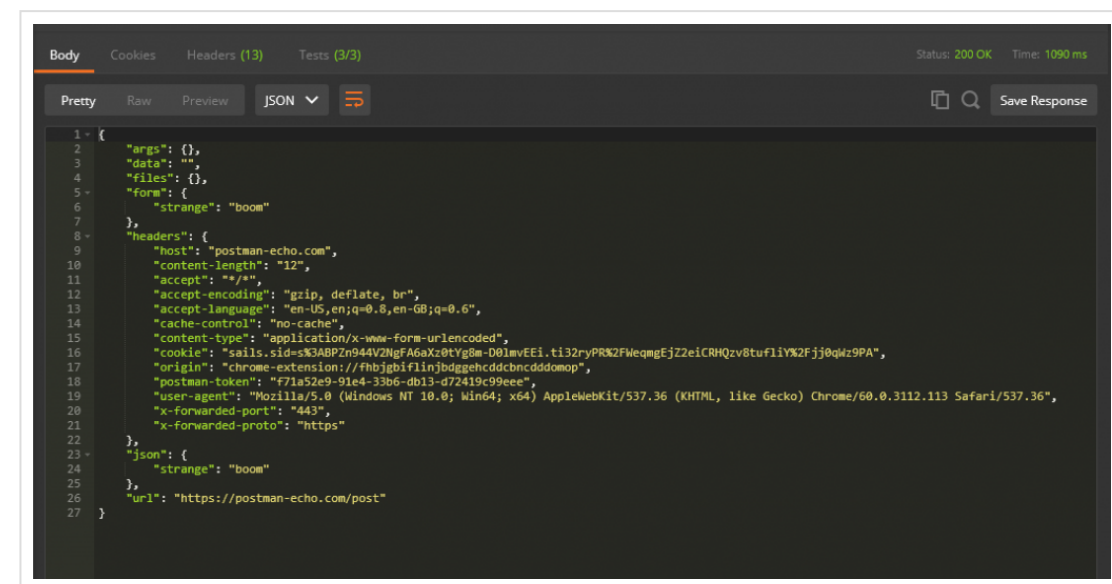 Body Cookies Headers (13) Tests (3/3) Status: 200 OK Time: 1090 ms
Pretty Raw Preview JSON Save Response
1 {
2 "args": {},
3 "data": "",
4 "files": {},
5 "form": {
6 "strange": "boom"
7 },
8 "headers": {
9 "host": "postman-echo.com",
10 "content-length": "12",
11 "accept": "*/*",
12 "accept-encoding": "gzip, deflate, br",
13 "accept-language": "en-US,en;q=0.8,en-GB;q=0.6",
14 "cache-control": "no-cache",
15 "content-type": "application/x-www-form-urlencoded",
16 "cookie": "sails.sid=s%3ABPZn944V2NgFA6aXz0tYg8m-D0lmvEEi.ti32ryPR%2FWeqmgEjZ2eiCRHQzv8tufliY%2Fjj0qWz9PA",
17 "origin": "chrome-extension://fhbjgbiflinjbdggehcddcbncdddomop",
18 "postman-token": "f71a52e9-91e4-33b6-db13-d72419c99eee",
19 "user-agent": "Mozilla/5.0 (Windows NT 10.0; Win64; x64) AppleWebKit/537.36 (KHTML, like Gecko) Chrome/60.0.3112.113 Safari/537.36",
20 "x-forwarded-port": "443",
21 "x-forwarded-proto": "https"
22 },
23 "json": {
24 "strange": "boom"
25 },
26 "url": "https://postman-echo.com/post"
27 }